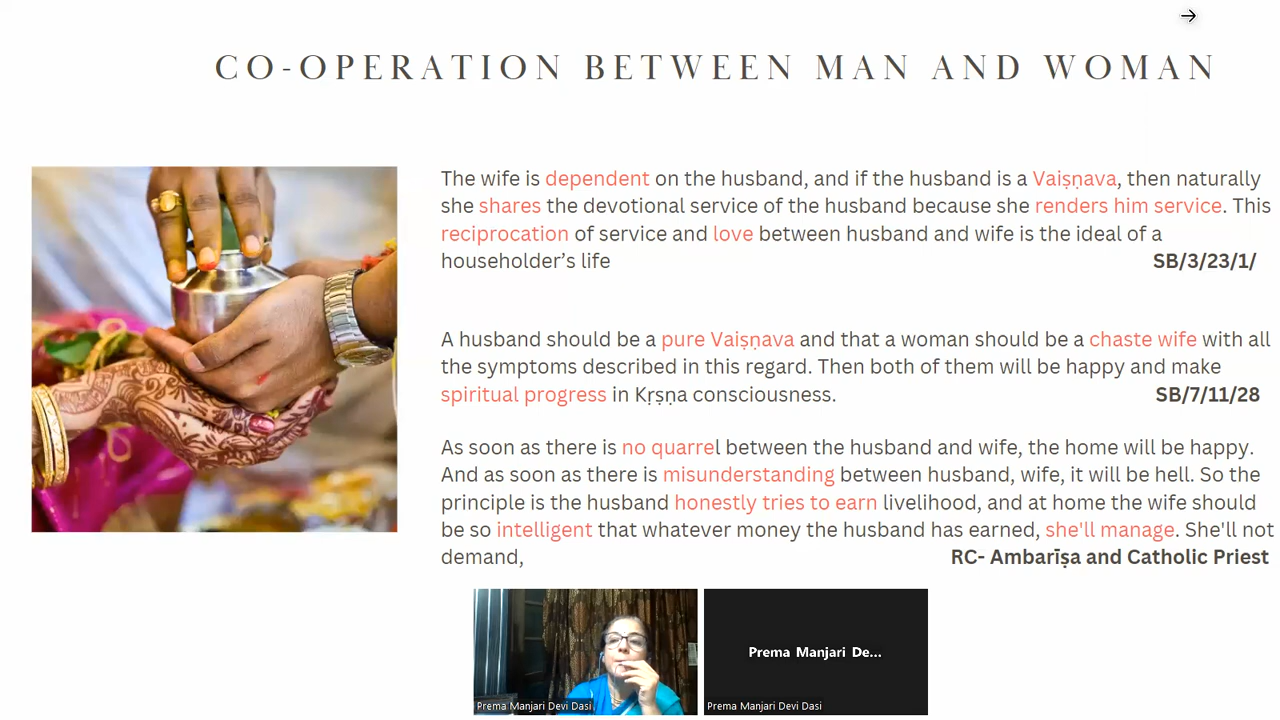 CO-OPERATION BETWEEN MAN AND WOMAN
The wife is dependent on the husband, and if the husband is a Vaiṣṇava, then naturally
she shares the devotional service of the husband because she renders him service. This
reciprocation of service and love between husband and wife is the ideal of a
householder's life SB/3/23/1/
A husband should be a pure Vaiṣṇava and that a woman should be a chaste wife with all
the symptoms described in this regard. Then both of them will be happy and make
spiritual progress in Kṛṣṇa consciousness. SB/7/11/28
As soon as there is no quarrel between the husband and wife, the home will be happy.
And as soon as there is misunderstanding between husband, wife, it will be hell. So the
principle is the husband honestly tries to earn livelihood, and at home the wife should
be so intelligent that whatever money the husband has earned, she'll manage. She'll not
demand, RC- Ambarīṣa and Catholic Priest
Prema Manjari De...
Prema Manjari Devi Dasi
Prema Manjari Devi Dasi